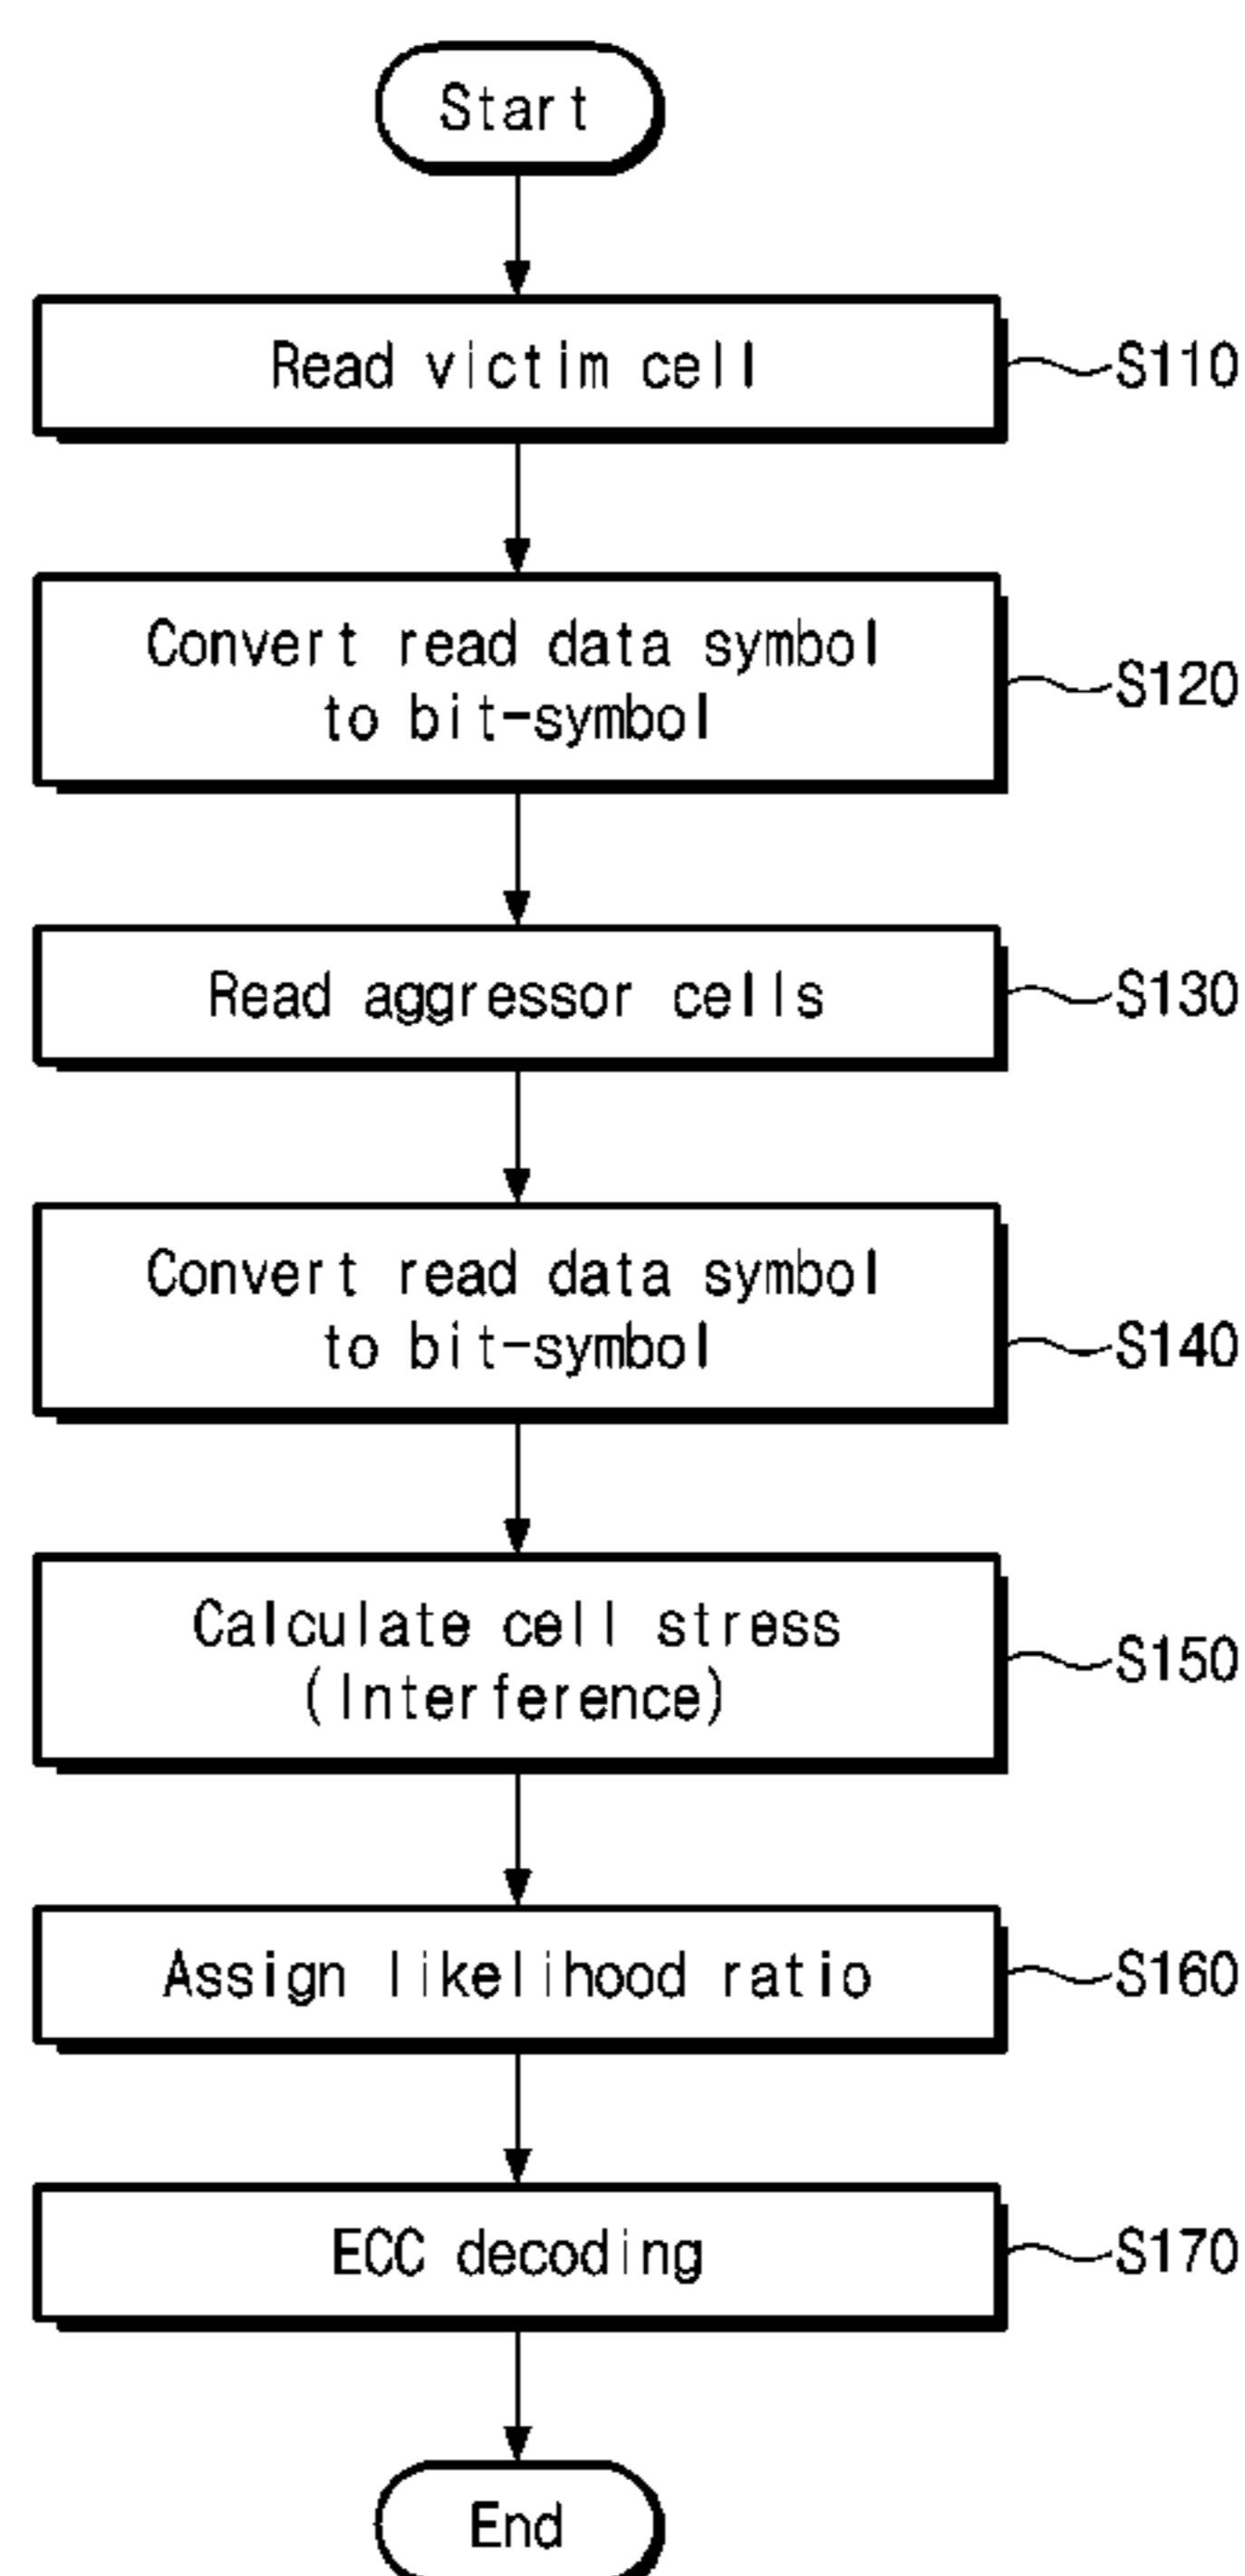 Start
Read victim cell
S110
Convert read data symbol
to bit-symbol
S120
Read aggressor cells
S130
Convert read data symbol
to bit-symbol
S140
Calculate cell stress
(Interference)
S150
Assign likelihood ratio
S160
ECC decoding
S170
End